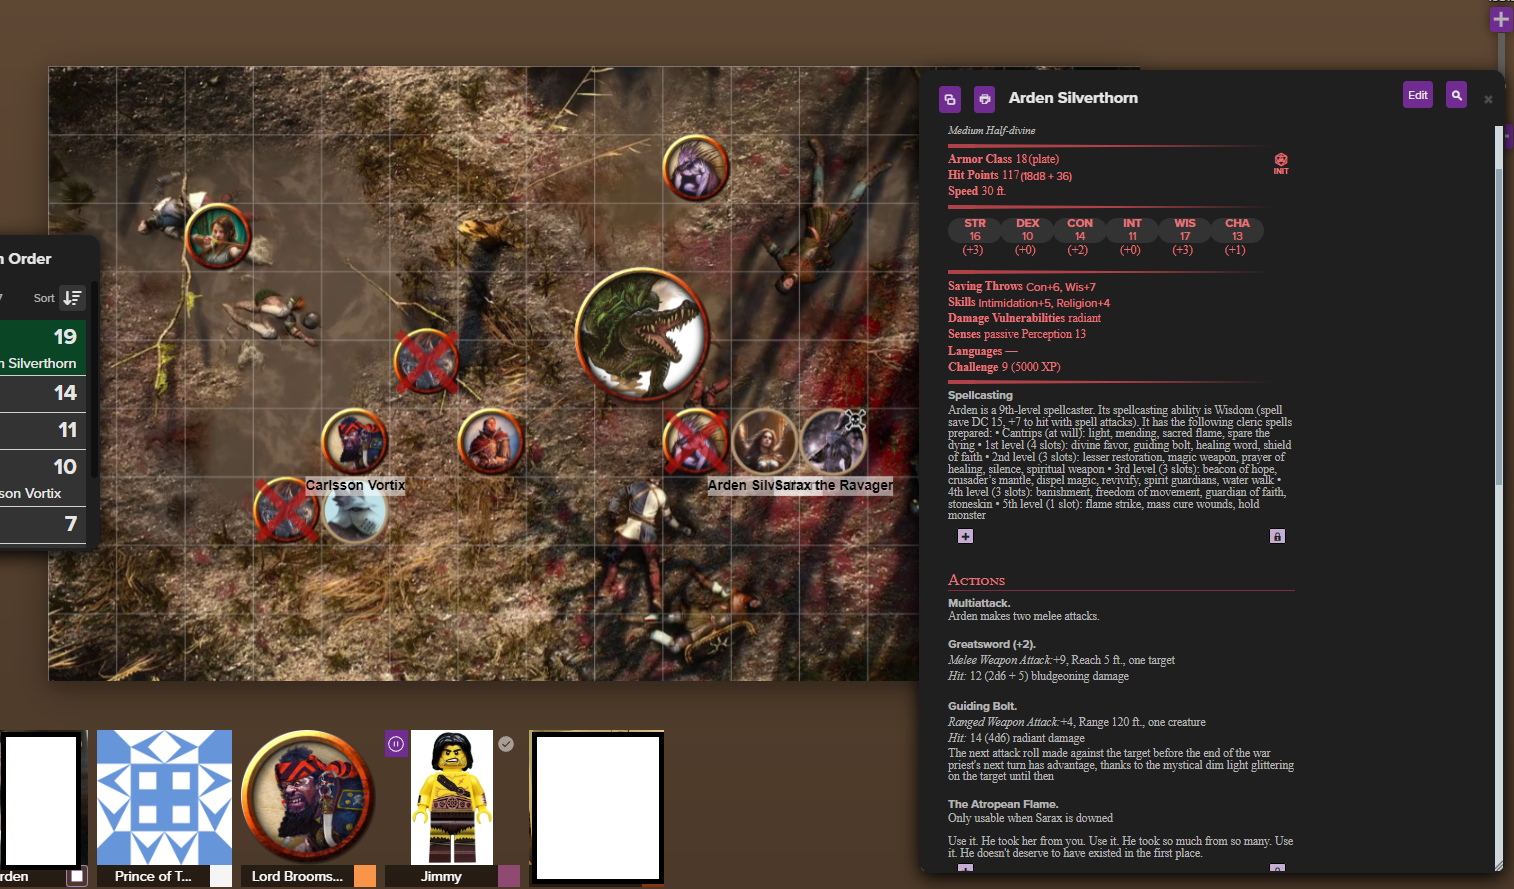 Arden Silverthorn
Edit
Medium Half-divine
Armor Class 18(plate)
Hit Points 117(18d8 + 36)
Speed 30 ft.
INIT
STR DEX CON INT WIS CHA
16 10 14 11 17 13
(+3) (+0) (+2) (+0) (+3) (+1)
Saving Throws Con+6, Wis+7
Skills Intimidation+5, Religion+4
Damage Vulnerabilities radiant
Senses passive Perception 13
Languages —
Challenge 9 (5000 XP)
Spellcasting
Arden is a 9th-level spellcaster. Its spellcasting ability is Wisdom (spell
save DC 15, +7 to hit with spell attacks). It has the following cleric spells
prepared: • Cantrips (at will): light, mending, sacred flame, spare the
dying • 1st level (4 slots): divine favor, guiding bolt, healing word, shield
of faith • 2nd level (3 slots): lesser restoration, magic weapon, prayer of
healing, silence, spiritual weapon • 3rd level (3 slots): beacon of hope,
crusader's mantle, dispel magic, revivify, spirit guardians, water walk •
4th level (3 slots): banishment, freedom of movement, guardian of faith,
stoneskin • 5th level (1 slot): flame strike, mass cure wounds, hold
monster
Actions
Multiattack.
Arden makes two melee attacks.
Greatsword (+2).
Melee Weapon Attack:+9, Reach 5 ft., one target
Hit: 12 (2d6 + 5) bludgeoning damage
Guiding Bolt.
Ranged Weapon Attack:+4, Range 120 ft., one creature
Hit: 14 (4d6) radiant damage
The next attack roll made against the target before the end of the war
priest's next turn has advantage, thanks to the mystical dim light glittering
on the target until then
The Atropean Flame.
Only usable when Sarax is downed
Use it. He took her from you. Use it. He took so much from so many. Use
it. He doesn't deserve to have existed in the first place.
n Order
7 Sort
19
n Silverthorn
14
11
10
son Vortix
7
Carlsson Vortix
Arden Silv
Sarax the Ravager
rden
Prince of T...
Lord Brooms...
Jimmy